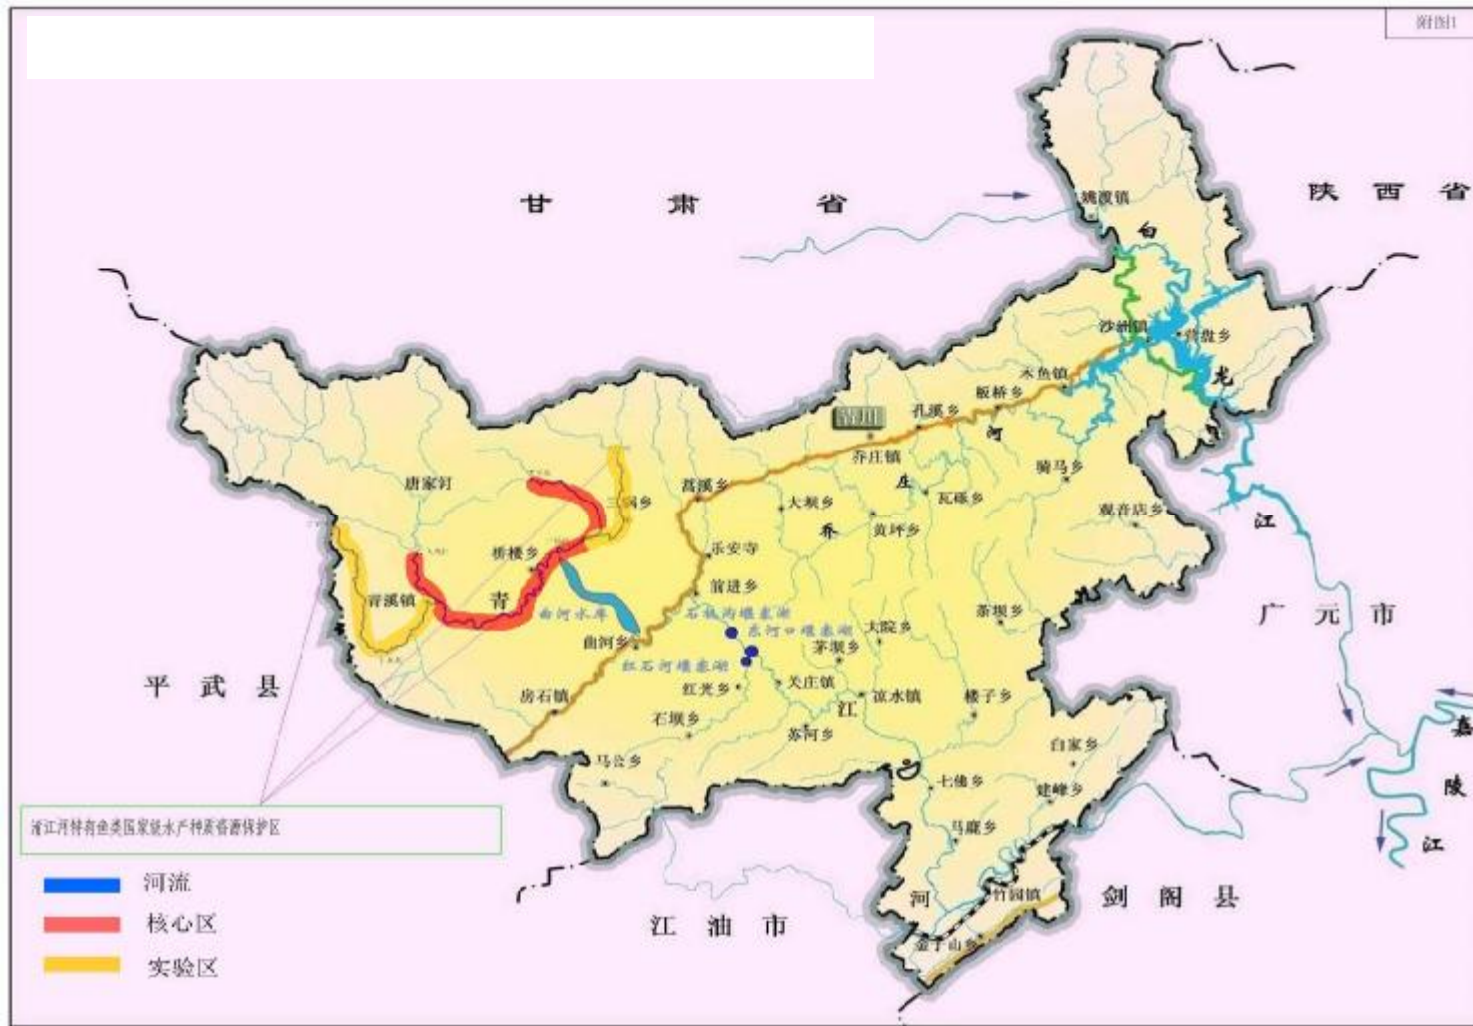 附图1
甘 肃 省
陕 西 省
姚渡镇
白
沙洲镇
营盘乡
木鱼镇
龙
板桥乡
孔溪乡
青川
河
乔庄镇
骑马乡
唐家河
蒿溪乡
庄
瓦砾乡
大坝乡
观音店乡
江
乔
黄坪乡
乐安寺
桥楼乡
前进乡
青溪镇
青
曲河水库
石板沟堰塞湖
东河口堰塞湖
大院乡
茶坝乡
广 元 市
曲河乡
茅坝乡
红石河堰塞湖
平 武 县
红光乡
关庄镇
凉水镇
楼子乡
房石镇
江
石坝乡
苏河乡
白家乡
嘉
马公乡
七佛乡
建峰乡
陵
马鹿乡
江
清江河特有鱼类国家级水产种质资源保护区
河流
核心区
实验区
河
竹园镇
剑 阁 县
江 油 市
金子山乡